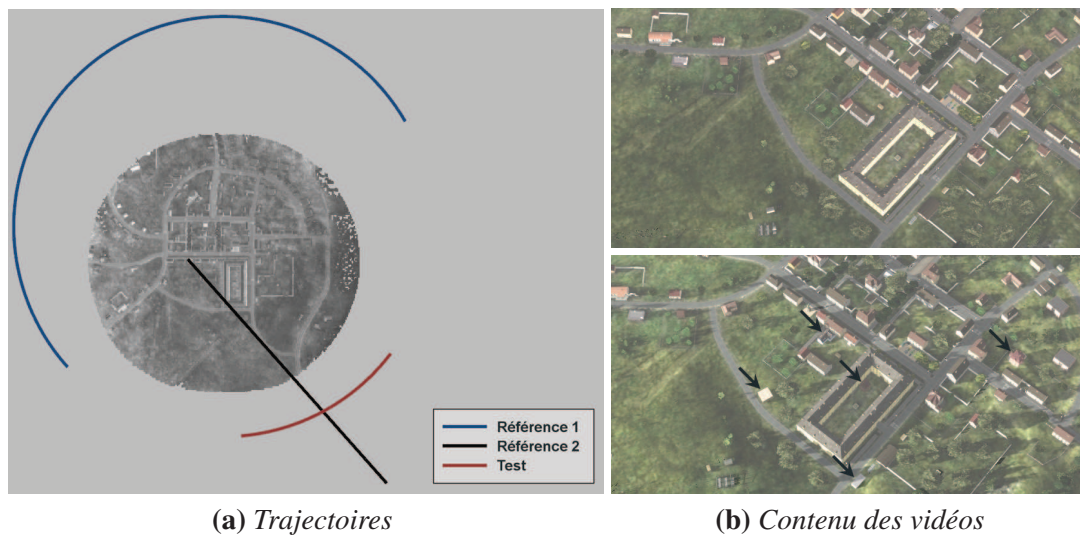 Référence 1
Référence 2
Test
(a) Trajectoires
(b) Contenu des vidéos